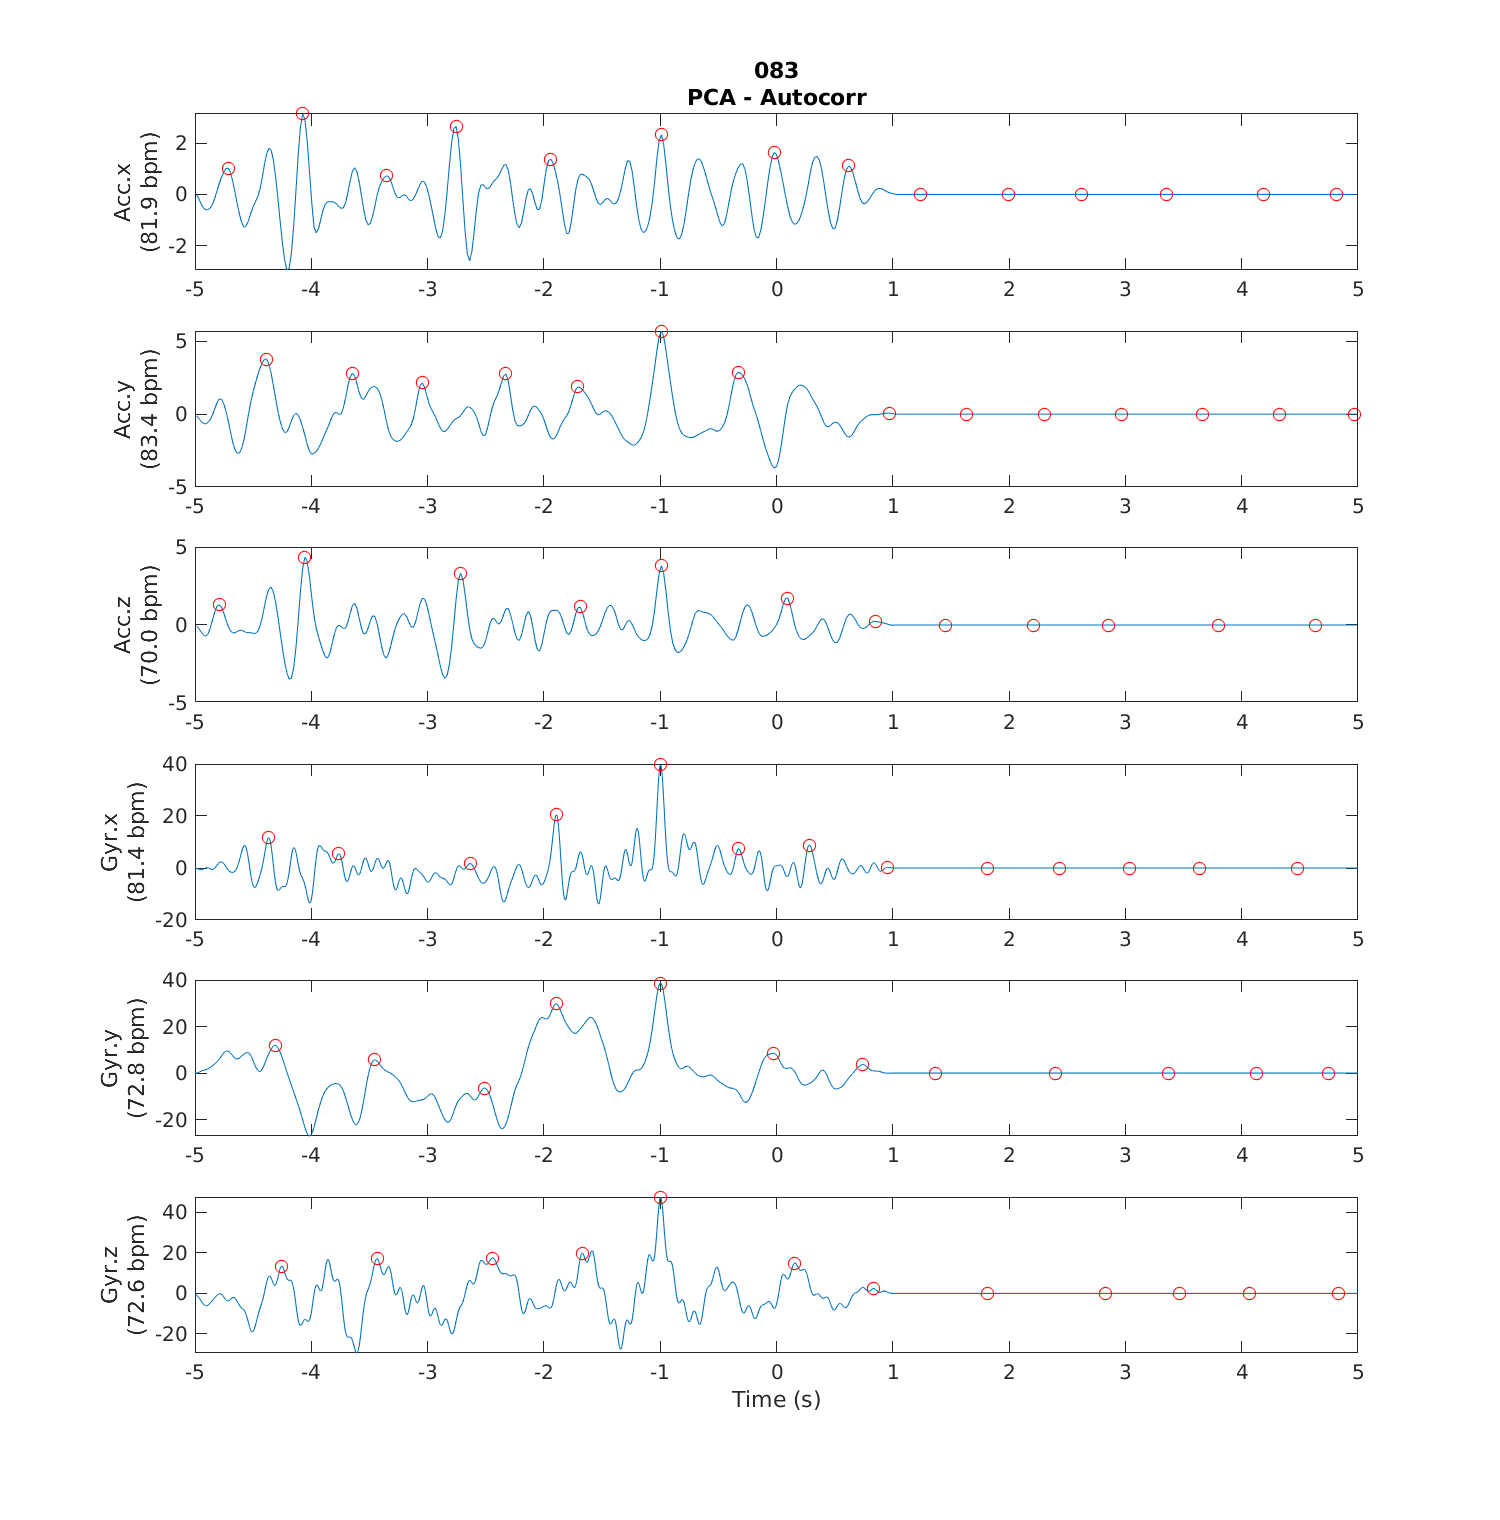 083
PCA - Autocorr
Acc.x
(81.9 bpm)
2
0
-2
-5 -4 -3 -2 -1 0 1 2 3 4 5
Acc.y
(83.4 bpm)
5
0
-5
-5 -4 -3 -2 -1 0 1 2 3 4 5
Acc.z
(70.0 bpm)
5
0
-5
-5 -4 -3 -2 -1 0 1 2 3 4 5
Gyr.x
(81.4 bpm)
40
20
0
-20
-5 -4 -3 -2 -1 0 1 2 3 4 5
Gyr.y
(72.8 bpm)
40
20
0
-20
-5 -4 -3 -2 -1 0 1 2 3 4 5
Gyr.z
(72.6 bpm)
40
20
0
-20
-5 -4 -3 -2 -1 0 1 2 3 4 5
Time (s)